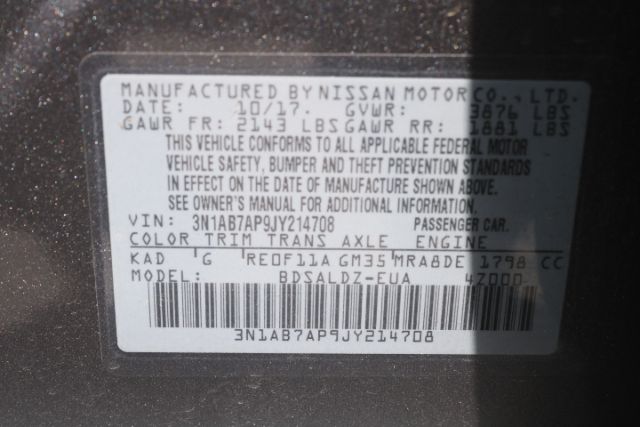 MANUFACTURED BY NISSAN MOTOR CO., LTD.
DATE: 10/17. GVWR: 3876 LBS
GAWR FR: 2143 LBS GAWR RR: 1881 LBS
THIS VEHICLE CONFORMS TO ALL APPLICABLE FEDERAL MOTOR
VEHICLE SAFETY, BUMPER AND THEFT PREVENTION STANDARDS
IN EFFECT ON THE DATE OF MANUFACTURE SHOWN ABOVE.
SEE OWNER'S MANUAL FOR ADDITIONAL INFORMATION.
VIN: 3N1AB7AP9JY214708 PASSENGER CAR.
COLOR TRIM TRANS AXLE ENGINE
KAD G RE0F11A GM35 MRA8DE 1798 CC
MODEL: BDSALDZ-EUA 4Z000
3N1AB7AP9JY214708